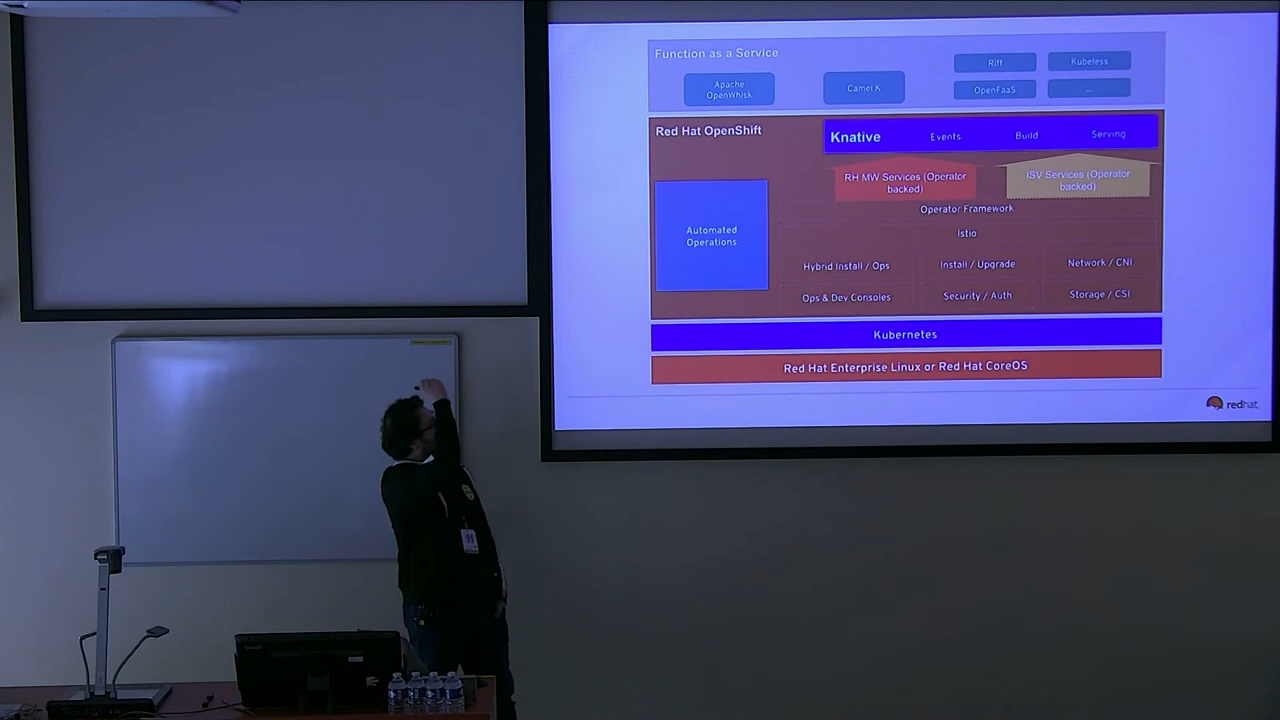 Function as a Service
Apache
OpenWhisk
Camel K
Riff
Kubeless
OpenFaaS
...
Red Hat OpenShift
Knative
Events
Build
Serving
RH MW Services (Operator
backed)
ISV Services (Operator
backed)
Automated
Operations
Operator Framework
Istio
Hybrid Install / Ops
Install / Upgrade
Network / CNI
Ops & Dev Consoles
Security / Auth
Storage / CSI
Kubernetes
Red Hat Enterprise Linux or Red Hat CoreOS
redhat